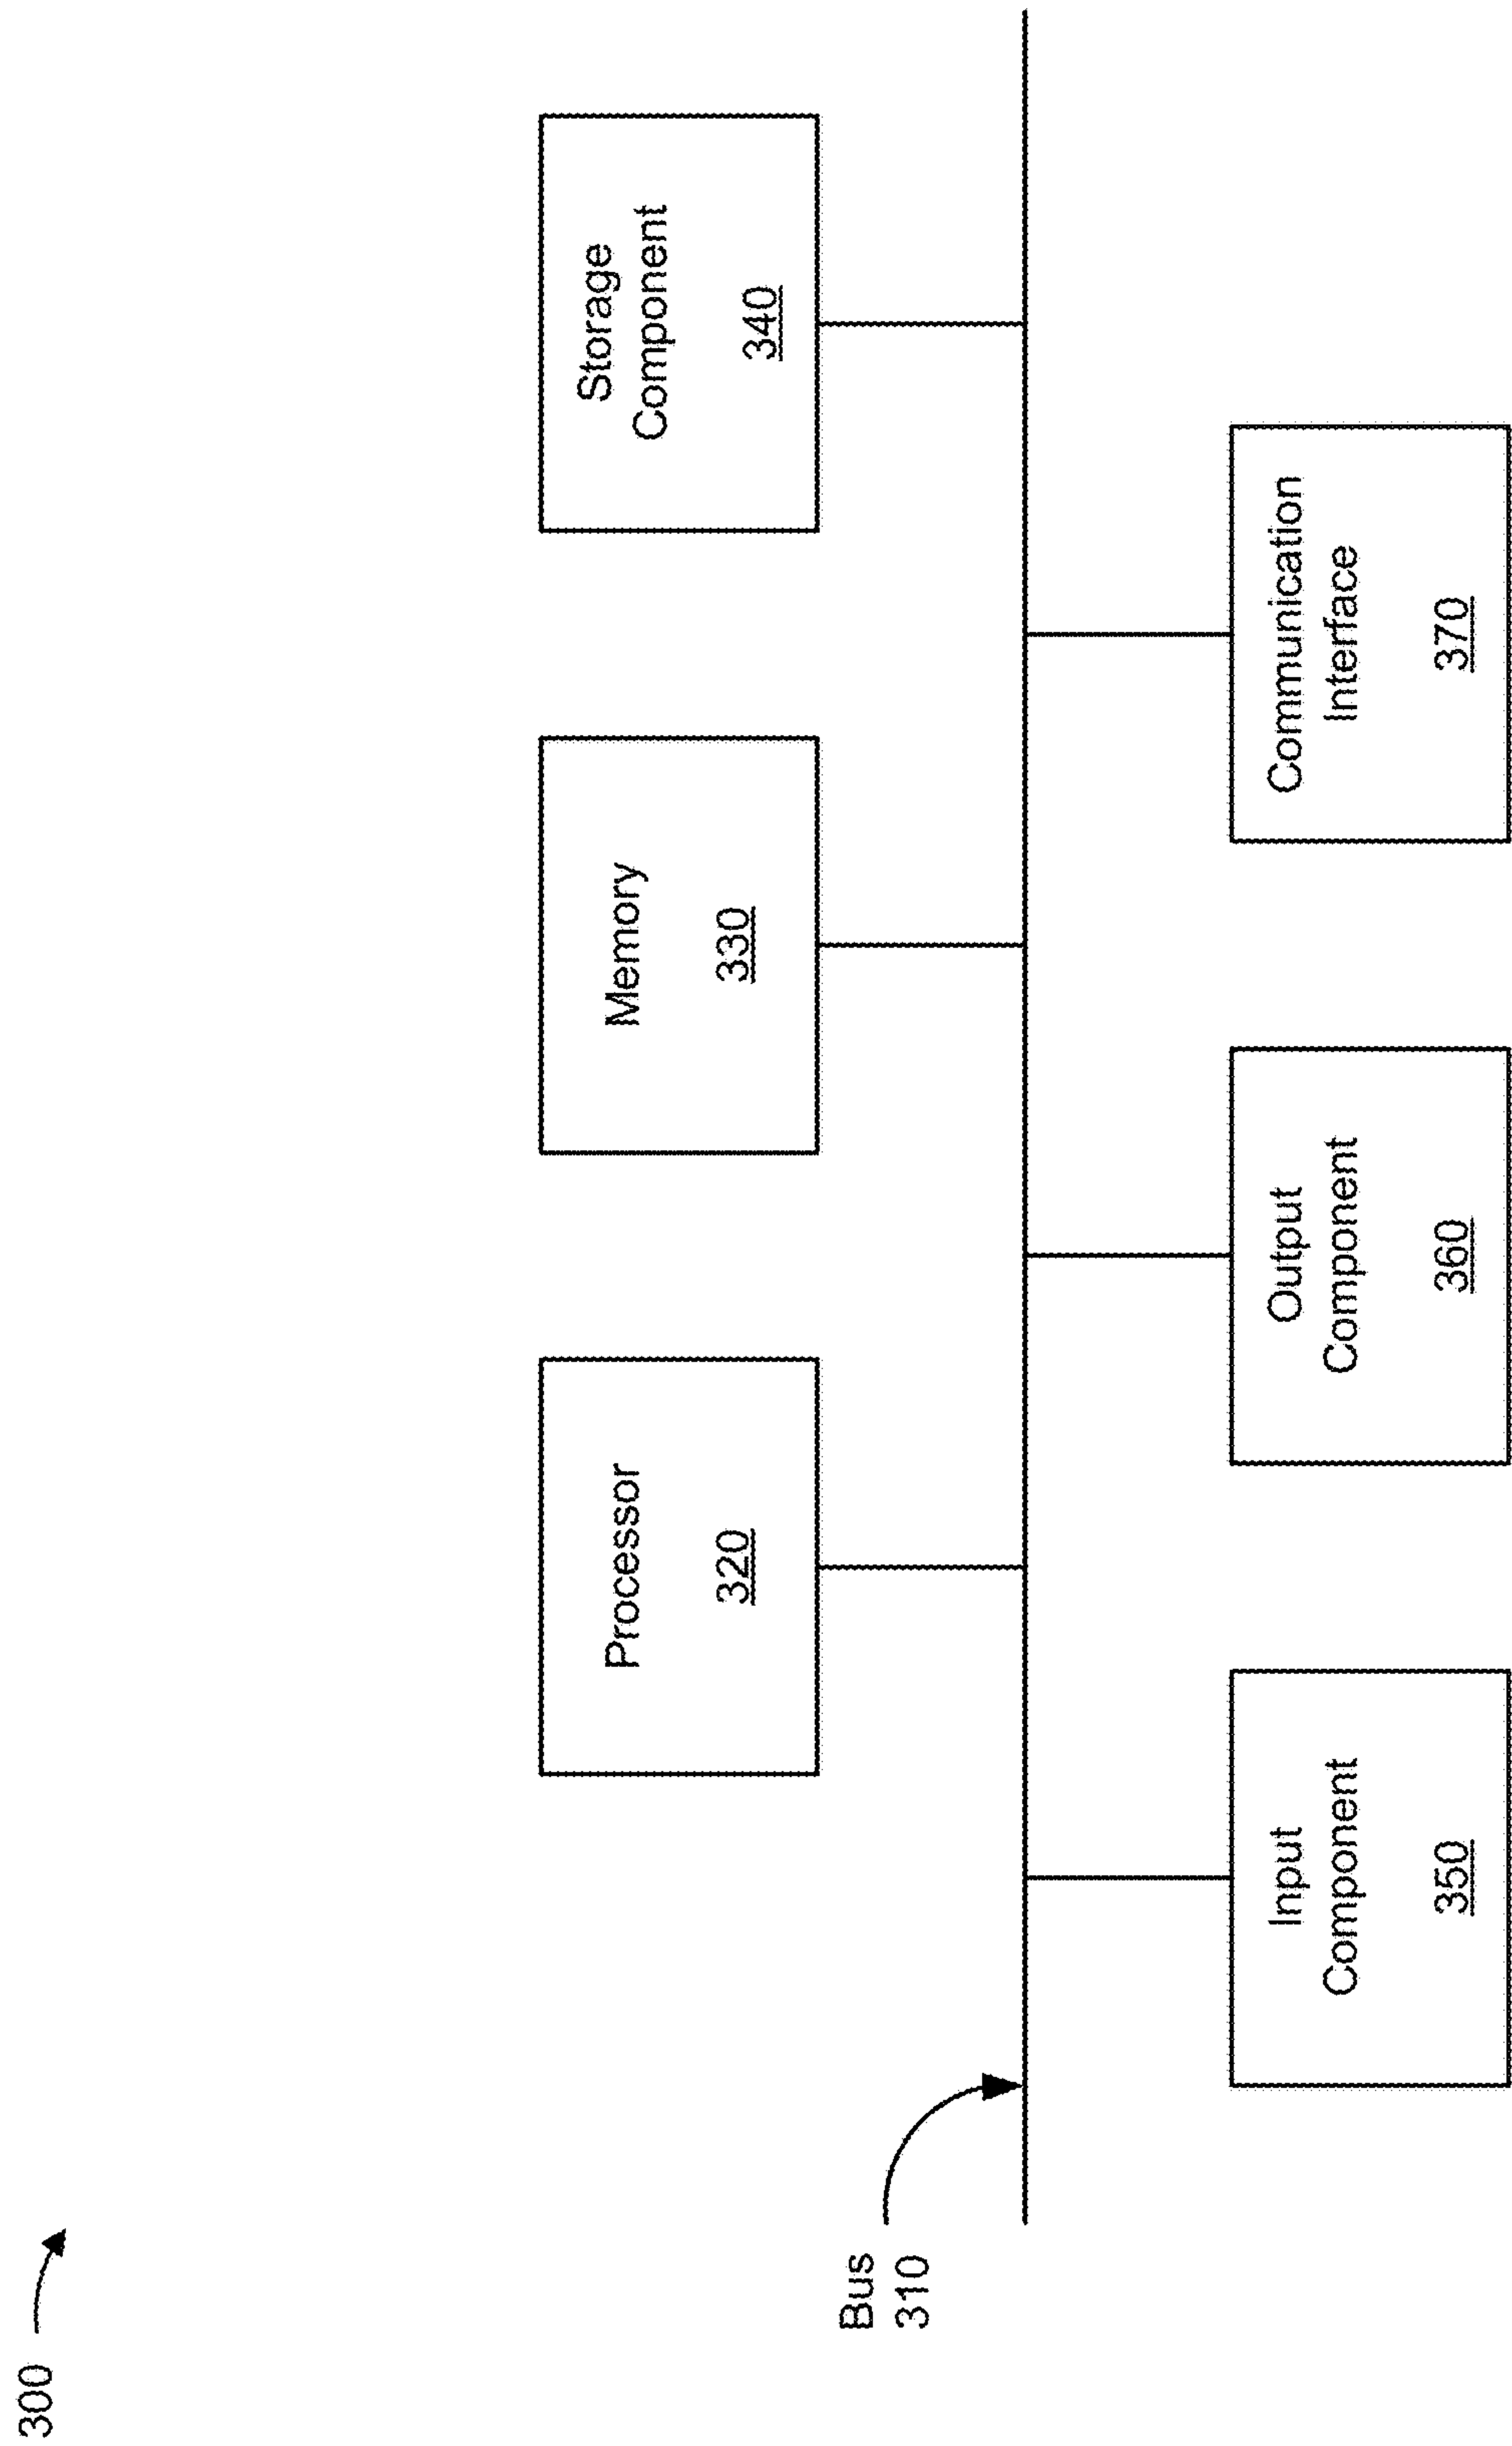 300
Processor
320
Memory
330
Storage
Component
340
Bus
310
Input
Component
350
Output
Component
360
Communication
Interface
370